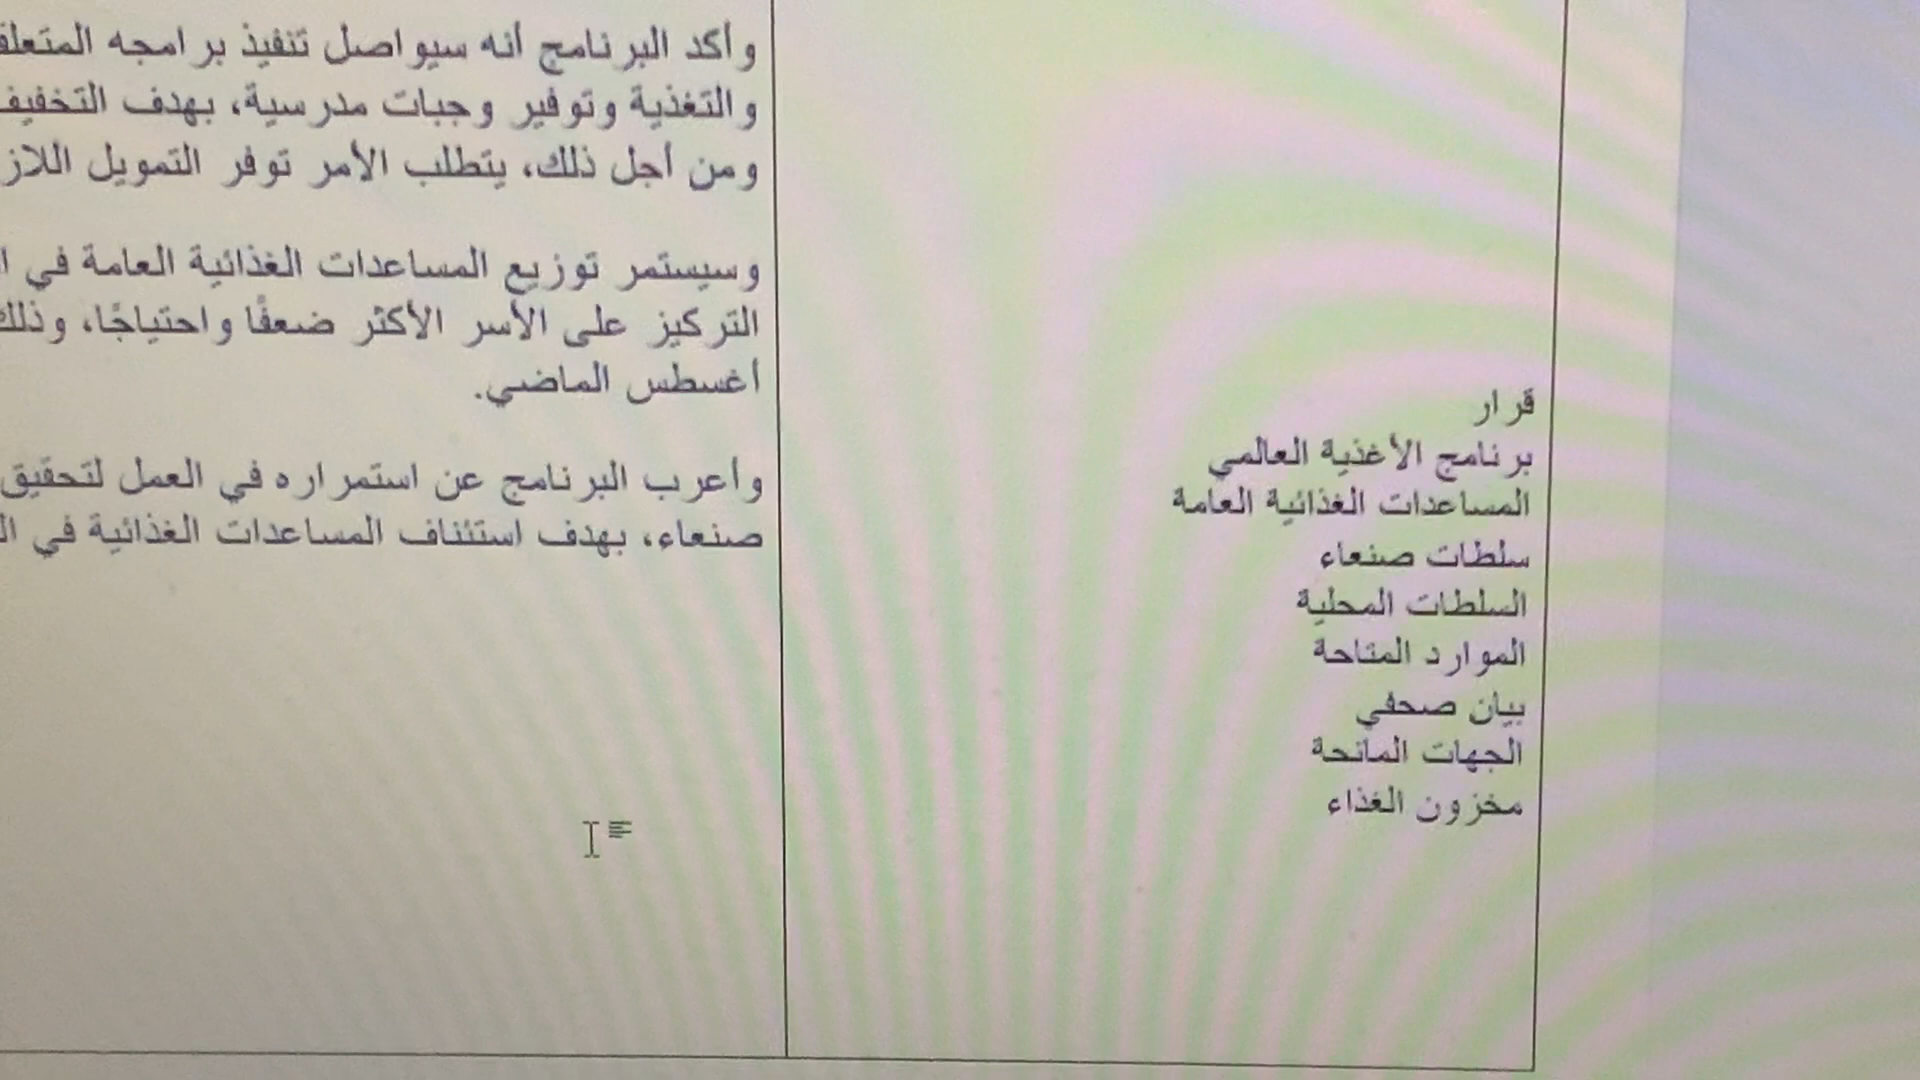 قرار
برنامج الأغذية العالمي
المساعدات الغذائية العامة
سلطات صنعاء
السلطات المحلية
الموارد المتاحة
بيان صحفي
الجهات المانحة
مخزون الغذاء
وأكد البرنامج أنه سيواصل تنفيذ برامجه
والتغذية وتوفير وجبات مدرسية، بهدف التخفيف
ومن أجل ذلك، يتطلب الأمر توفر التمويل
وسيستمر توزيع المساعدات الغذائية العامة في
التركيز على الأسر الأكثر ضعفًا واحتياجًا، وذلك
أغسطس الماضي.
وأعرب البرنامج عن استمراره في العمل لتحقيق
صنعاء، بهدف استئناف المساعدات الغذائية في